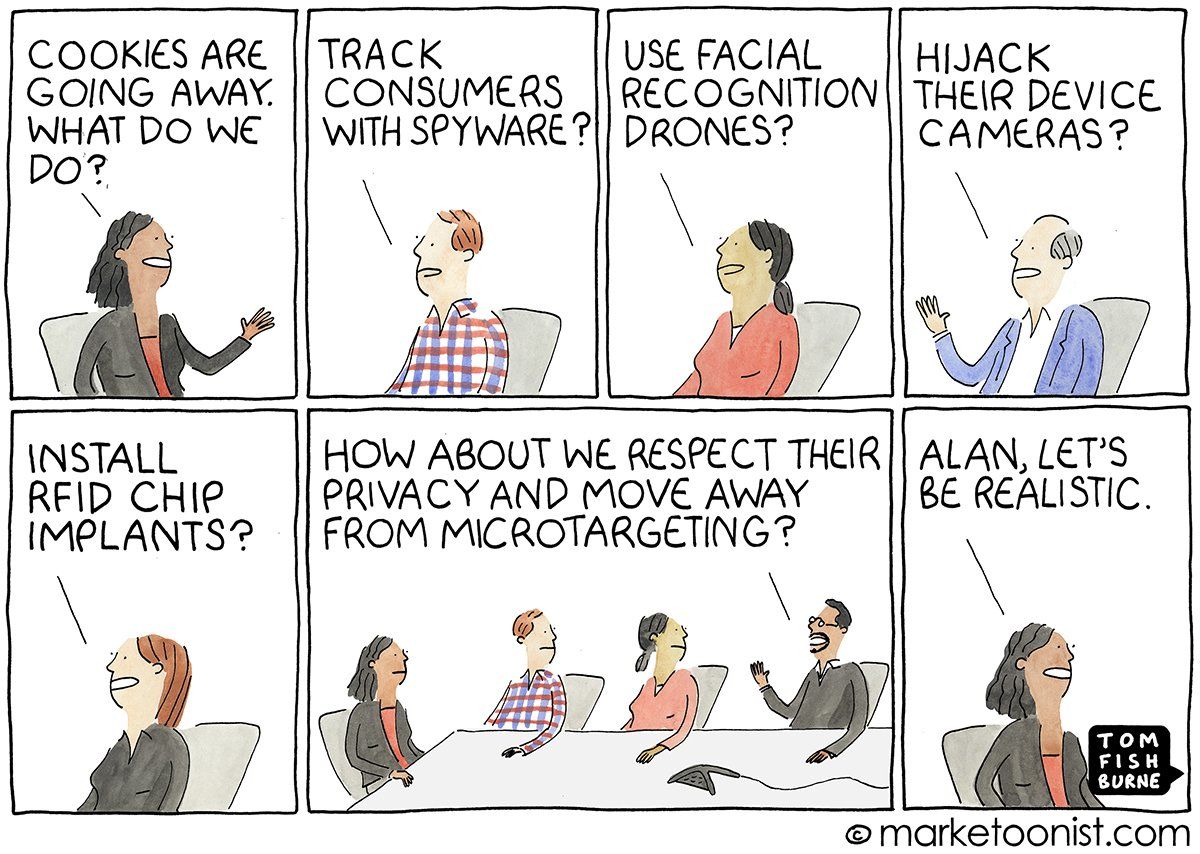 COOKIES ARE
GOING AWAY.
WHAT DO WE
DO?
TRACK
CONSUMERS
WITH SPYWARE?
USE FACIAL
RECOGNITION
DRONES?
HIJACK
THEIR DEVICE
CAMERAS?
INSTALL
RFID CHIP
IMPLANTS?
HOW ABOUT WE RESPECT THEIR
PRIVACY AND MOVE AWAY
FROM MICROTARGETING?
ALAN, LET'S
BE REALISTIC.
TOM
FISH
BURNE
© marketoonist.com